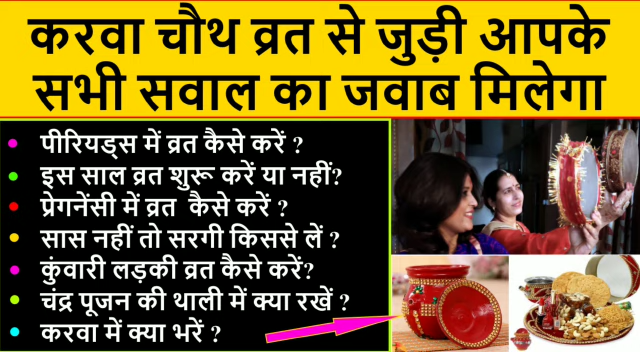 करवा चौथ व्रत से जुड़ी आपके
सभी सवाल का जवाब मिलेगा
पीरियड्स में व्रत कैसे करें ?
इस साल व्रत शुरू करें या नहीं?
प्रेगनेंसी में व्रत कैसे करें ?
सास नहीं तो सरगी किससे लें ?
कुंवारी लड़की व्रत कैसे करें?
चंद्र पूजन की थाली में क्या रखें ?
करवा में क्या भरें ?